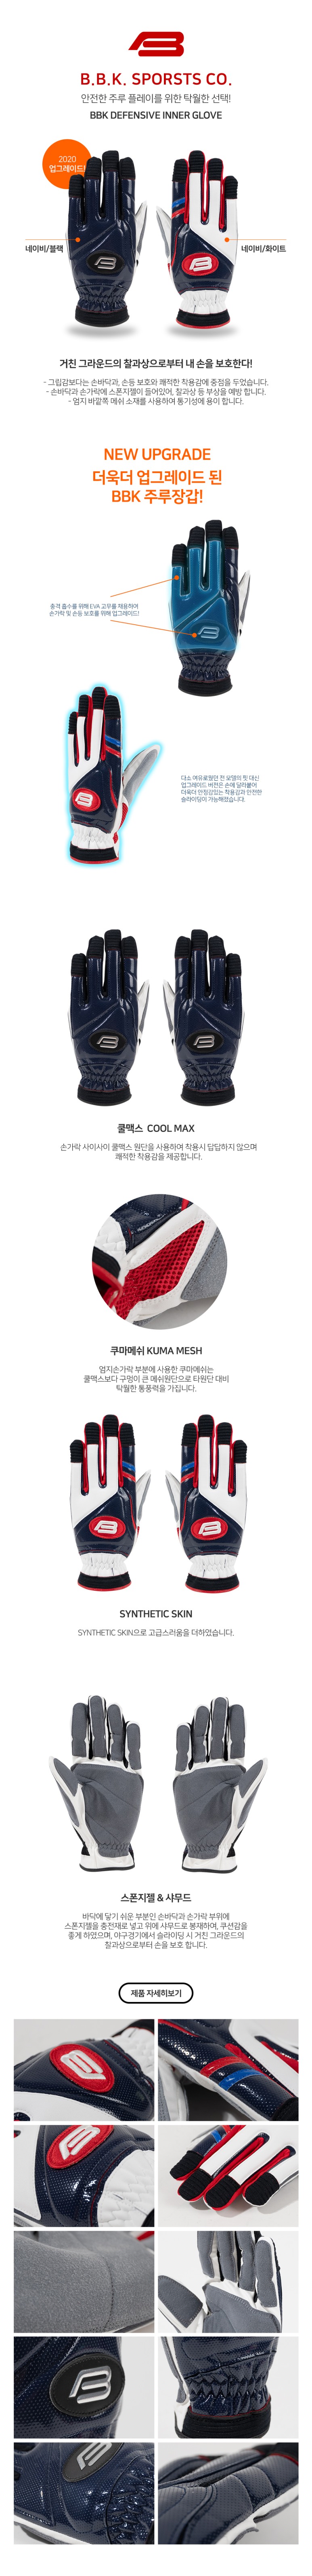 B.B.K. SPORSTS CO.
안전한 주루 플레이를 위한 탁월한 선택!
BBK DEFENSIVE INNER GLOVE
2020
업그레이드!
네이비/블랙
네이비/화이트
거친 그라운드의 찰과상으로부터 내 손을 보호한다!
- 그립감보다는 손바닥과, 손등 보호와 쾌적한 착용감에 중점을 두었습니다.
- 손바닥과 손가락에 스폰지젤이 들어있어, 찰과상 등 부상을 예방 합니다.
- 엄지 바깥쪽 메쉬 소재를 사용하여 통기성에 용이 합니다.
NEW UPGRADE
더욱더 업그레이드 된
BBK 주루장갑!
충격 흡수를 위해 EVA 고무를 재용하여
손가락 및 손등 보호를 위해 업그레이드!
다소 여유로웠던 전 모델의 핏 대신
업그레이드 버전은 손에 달라붙어
더욱더 안정감있는 착용감과 안전한
슬라이딩이 가능해졌습니다.
쿨맥스 COOL MAX
손가락 사이사이 쿨맥스 원단을 사용하여 착용시 답답하지 않으며
쾌적한 착용감을 제공합니다.
쿠마메쉬 KUMA MESH
엄지손가락 부분에 사용한 쿠마메쉬는
쿨맥스보다 구멍이 큰 메쉬원단으로 타원단 대비
탁월한 통풍력을 가집니다.
SYNTHETIC SKIN
SYNTHETIC SKIN으로 고급스러움을 더하였습니다.
스폰지젤 & 샤무드
바닥에 닿기 쉬운 부분인 손바닥과 손가락 부위에
스폰지젤을 충전재로 넣고 위에 샤무드로 봉재하여, 쿠션감을
좋게 하였으며, 야구경기에서 슬라이딩 시 거친 그라운드의
찰과상으로부터 손을 보호 합니다.
제품 자세히보기